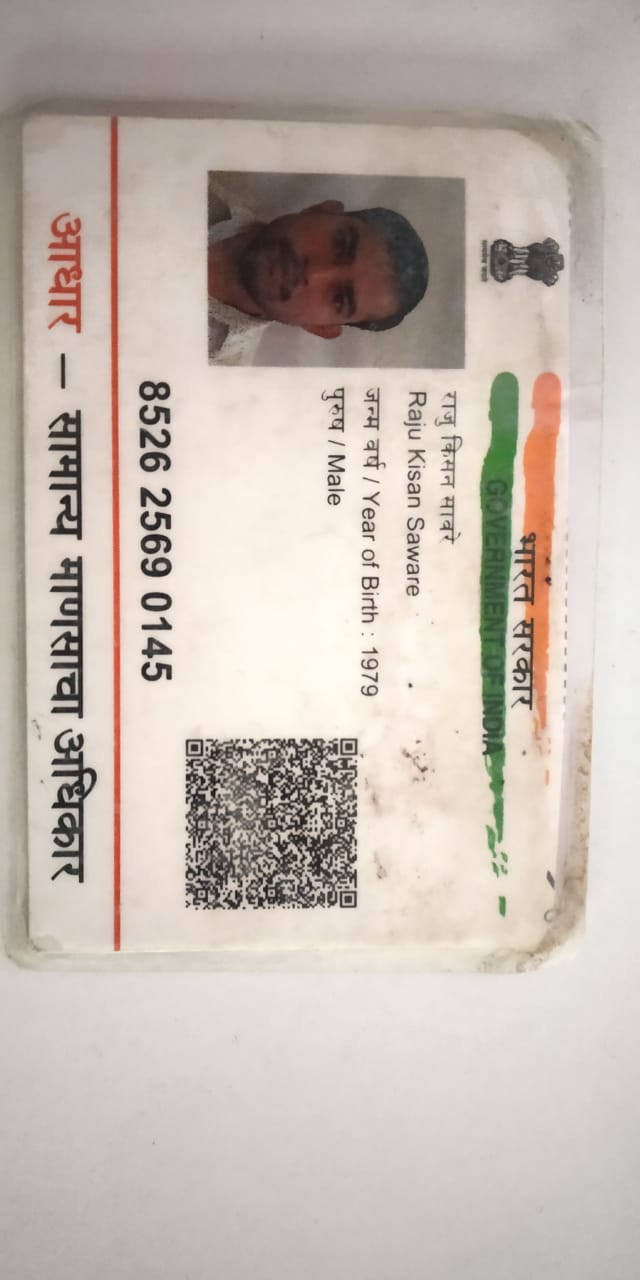 भारत सरकार
GOVERNMENT OF INDIA
राजु किसन सावरे
Raju Kisan Saware
जन्म वर्ष / Year of Birth : 1979
पुरुष / Male
8526 2569 0145
आधार – सामान्य माणसाचा अधिकार